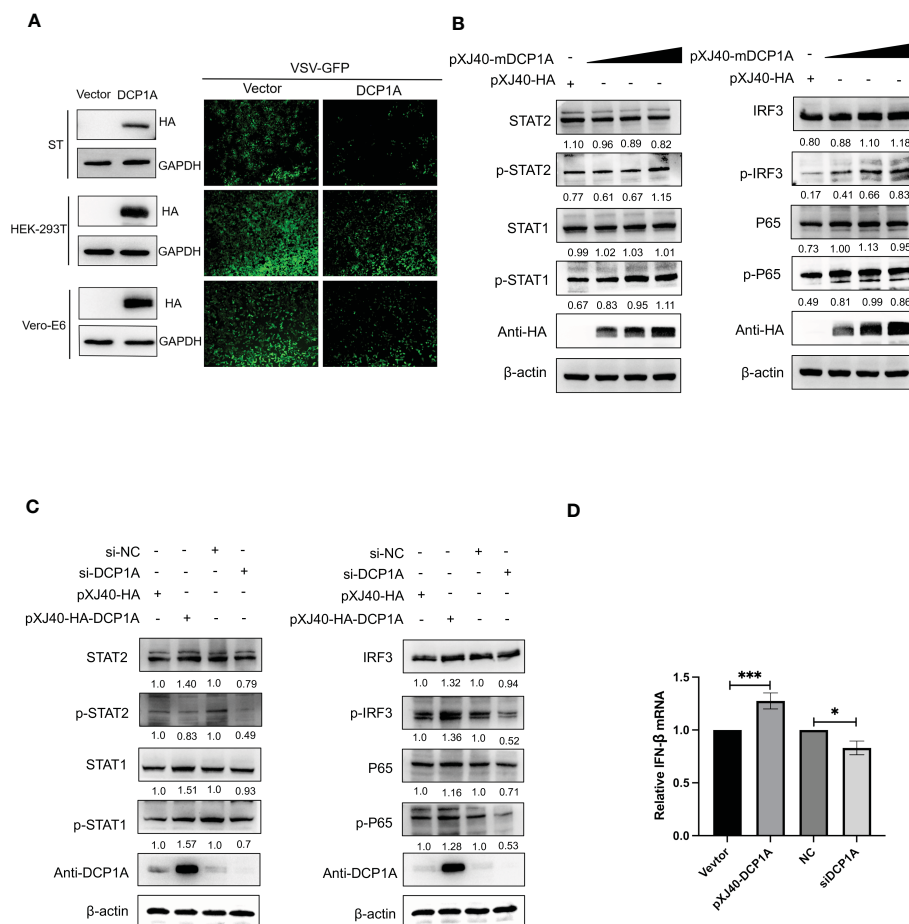 A
VSV-GFP
Vector DCP1A
Vector DCP1A
ST
HA
GAPDH
HEK-293T
HA
GAPDH
Vero-E6
HA
GAPDH
B
pXJ40-mDCP1A -
pXJ40-HA + - - -
STAT2
1.10 0.96 0.89 0.82
p-STAT2
0.77 0.61 0.67 1.15
STAT1
0.99 1.02 1.03 1.01
p-STAT1
0.67 0.83 0.95 1.11
Anti-HA
β-actin
pXJ40-mDCP1A -
pXJ40-HA + - - -
IRF3
0.80 0.88 1.10 1.18
p-IRF3
0.17 0.41 0.66 0.83
P65
0.73 1.00 1.13 0.95
p-P65
0.49 0.81 0.99 0.86
Anti-HA
β-actin
C
si-NC - - + -
si-DCP1A - - - +
pXJ40-HA + - - -
pXJ40-HA-DCP1A - + - -
STAT2
1.0 1.40 1.0 0.79
p-STAT2
1.0 0.83 1.0 0.49
STAT1
1.0 1.51 1.0 0.93
p-STAT1
1.0 1.57 1.0 0.7
Anti-DCP1A
β-actin
si-NC - - + -
si-DCP1A - - - +
pXJ40-HA + - - -
pXJ40-HA-DCP1A - + - -
IRF3
1.0 1.32 1.0 0.94
p-IRF3
1.0 1.36 1.0 0.52
P65
1.0 1.16 1.0 0.71
p-P65
1.0 1.28 1.0 0.53
Anti-DCP1A
β-actin
D
Relative IFN-β mRNA
1.5
1.0
0.5
0.0
***
*
Vevtor
pXJ40-DCP1A
NC
siDCP1A